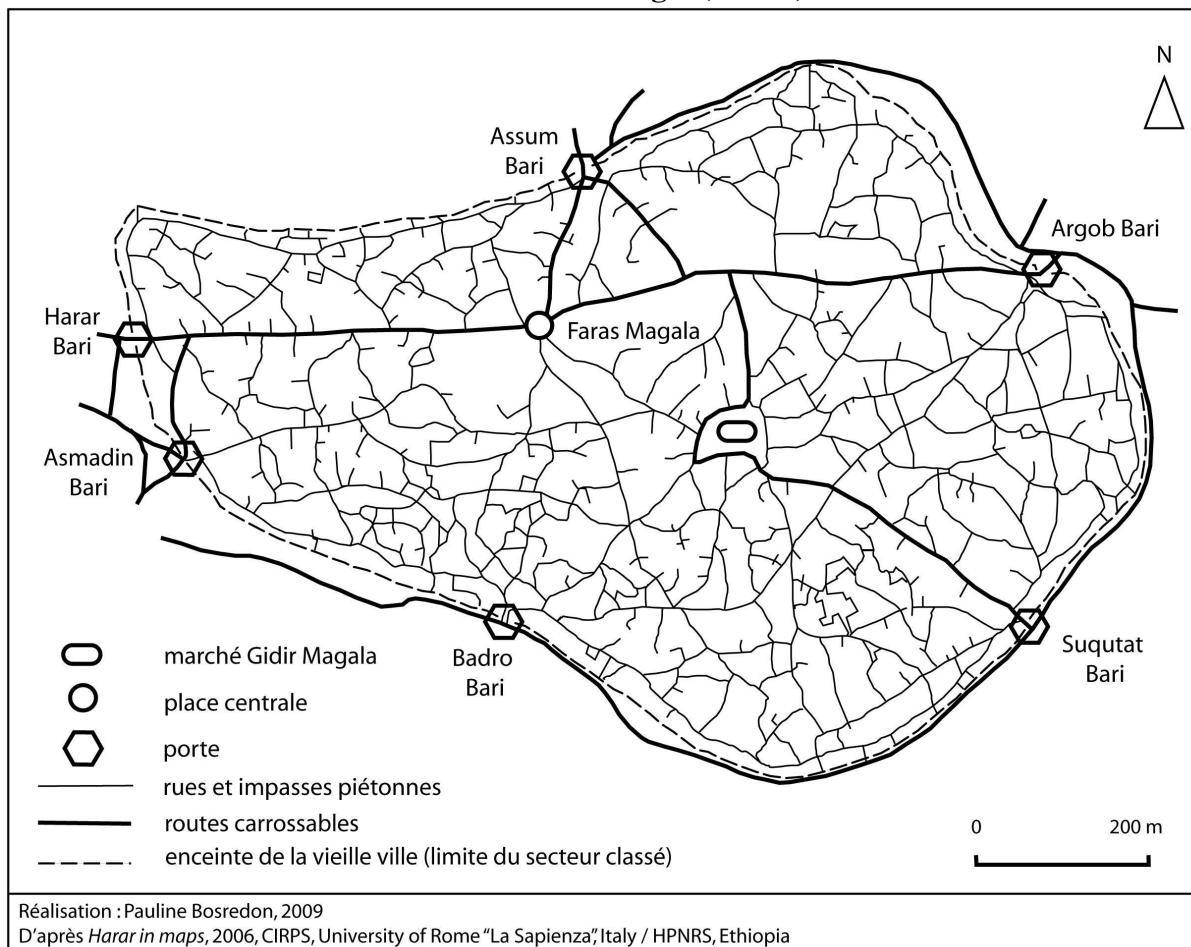 N
Assum
Bari
Argob Bari
Harar
Bari
Faras Magala
Asmadin
Bari
Badro
Bari
Suqutat
Bari
marché Gidir Magala
place centrale
porte
rues et impasses piétonnes
routes carrossables
enceinte de la vieille ville (limite du secteur classé)
0 200 m
Réalisation : Pauline Bosredon, 2009
D'après Harar in maps, 2006, CIRPS, University of Rome "La Sapienza", Italy / HPNRS, Ethiopia